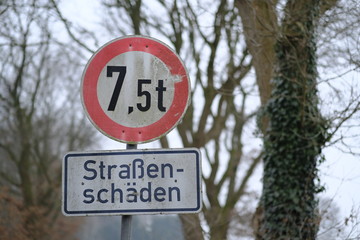 7,5t
Straßen-
schäden